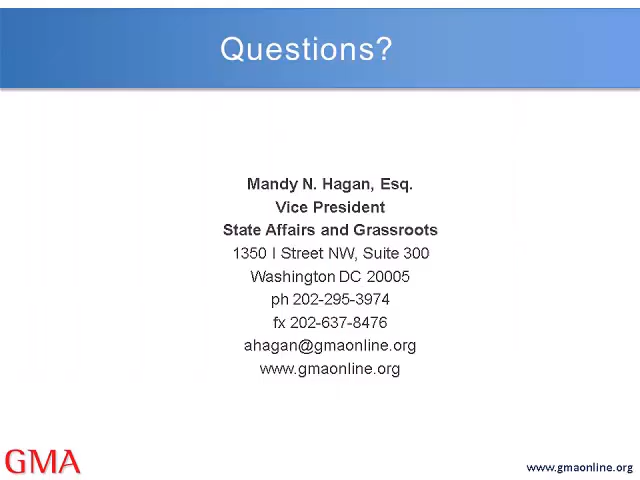 Questions?
Mandy N. Hagan, Esq.
Vice President
State Affairs and Grassroots
1350 I Street NW, Suite 300
Washington DC 20005
ph 202-295-3974
fx 202-637-8476
ahagan@gmaonline.org
www.gmaonline.org
GMA
www.gmaonline.org